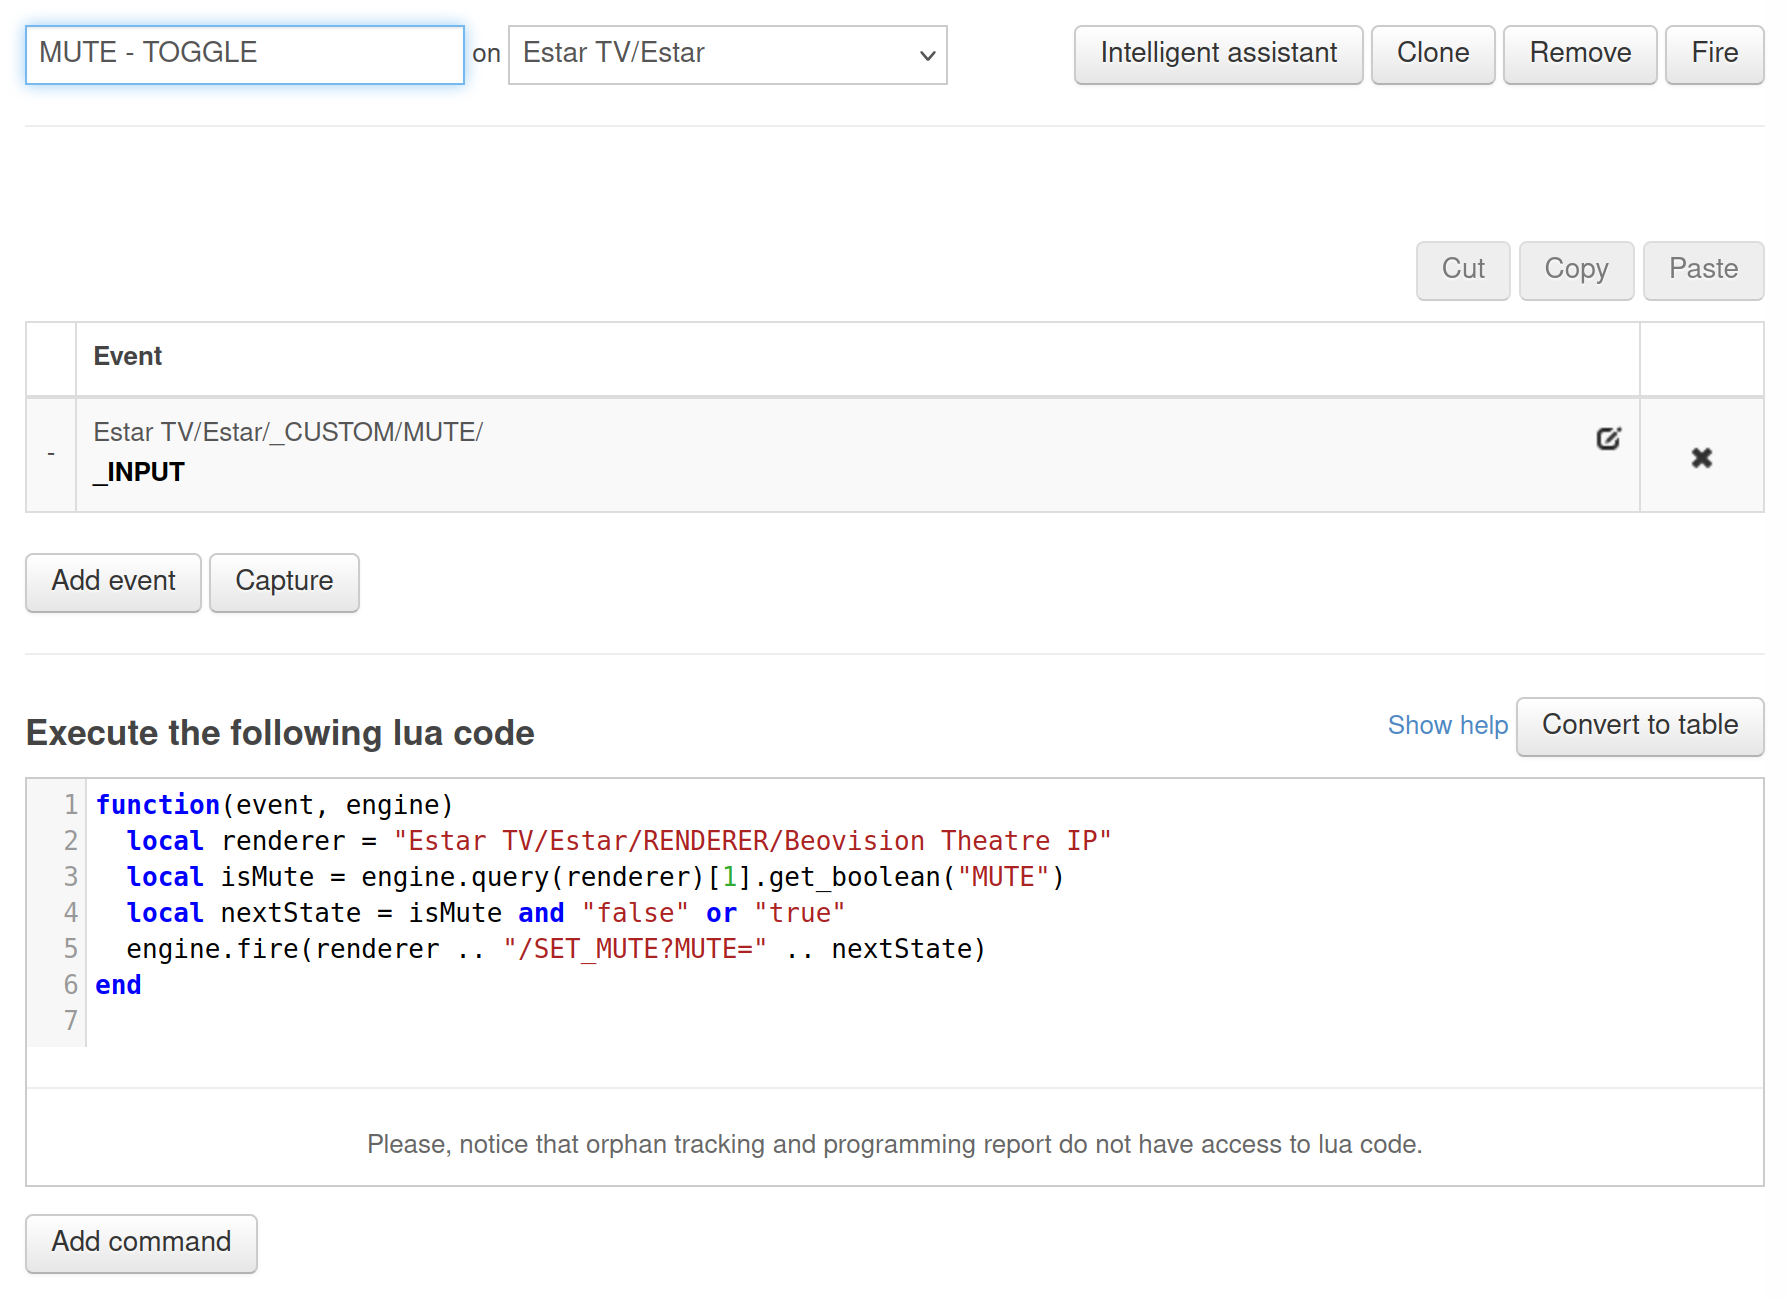 MUTE - TOGGLE on Estar TV/Estar Intelligent assistant Clone Remove Fire
Cut Copy Paste
Event
-
Estar TV/Estar/_CUSTOM/MUTE/
_INPUT
Add event Capture
Execute the following lua code Show help Convert to table
1 function(event, engine)
2   local renderer = "Estar TV/Estar/RENDERER/Beovision Theatre IP"
3   local isMute = engine.query(renderer)[1].get_boolean("MUTE")
4   local nextState = isMute and "false" or "true"
5   engine.fire(renderer .. "/SET_MUTE?MUTE=" .. nextState)
6 end
7
Please, notice that orphan tracking and programming report do not have access to lua code.
Add command